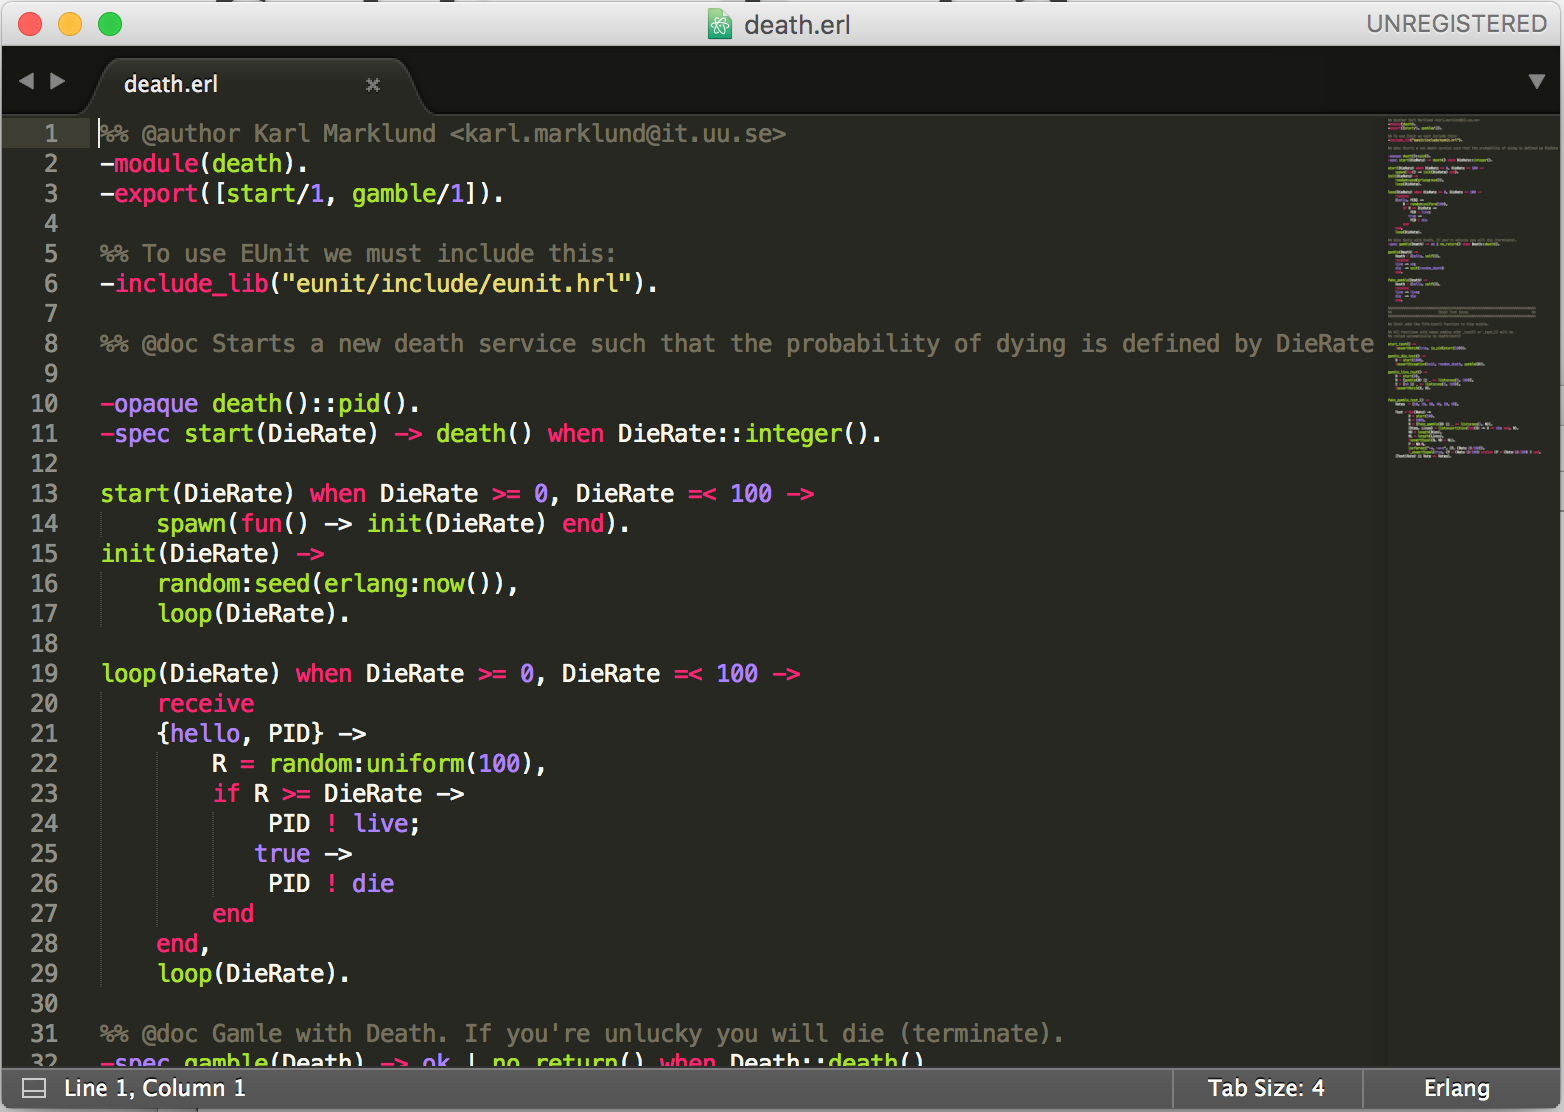 death.erl
UNREGISTERED
death.erl
1 %% @author Karl Marklund <karl.marklund@it.uu.se>
2 -module(death).
3 -export([start/1, gamble/1]).
4
5 %% To use EUnit we must include this:
6 -include_lib("eunit/include/eunit.hrl").
7
8 %% @doc Starts a new death service such that the probability of dying is defined by DieRate
9
10 -opaque death()::pid().
11 -spec start(DieRate) -> death() when DieRate::integer().
12
13 start(DieRate) when DieRate >= 0, DieRate =< 100 ->
14     spawn(fun() -> init(DieRate) end).
15 init(DieRate) ->
16     random:seed(erlang:now()),
17     loop(DieRate).
18
19 loop(DieRate) when DieRate >= 0, DieRate =< 100 ->
20     receive
21     {hello, PID} ->
22         R = random:uniform(100),
23         if R >= DieRate ->
24             PID ! live;
25            true ->
26             PID ! die
27         end
28     end,
29     loop(DieRate).
30
31 %% @doc Gamle with Death. If you're unlucky you will die (terminate).
32 -spec gamble(Death) -> ok | no_return() when Death::death()
Line 1, Column 1
Tab Size: 4
Erlang